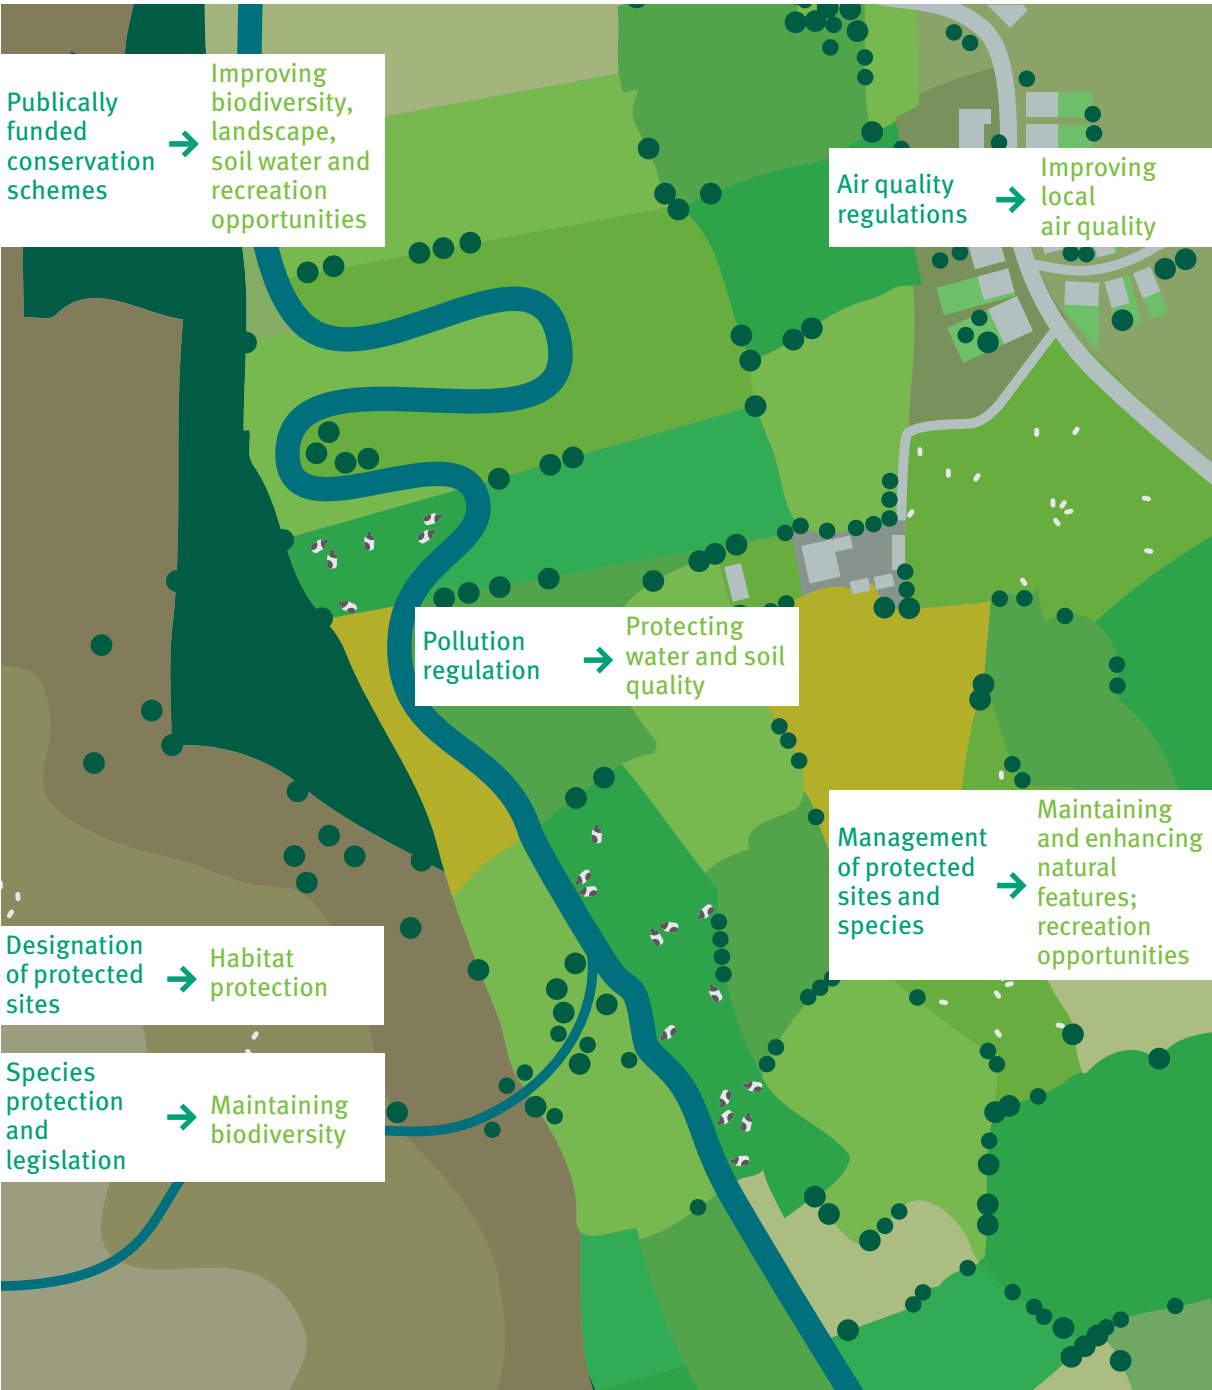 Publically
funded
conservation
schemes
→
Improving
biodiversity,
landscape,
soil water and
recreation
opportunities
Air quality
regulations
→
Improving
local
air quality
Pollution
regulation
→
Protecting
water and soil
quality
Management
of protected
sites and
species
→
Maintaining
and enhancing
natural
features;
recreation
opportunities
Designation
of protected
sites
→
Habitat
protection
Species
protection
and
legislation
→
Maintaining
biodiversity